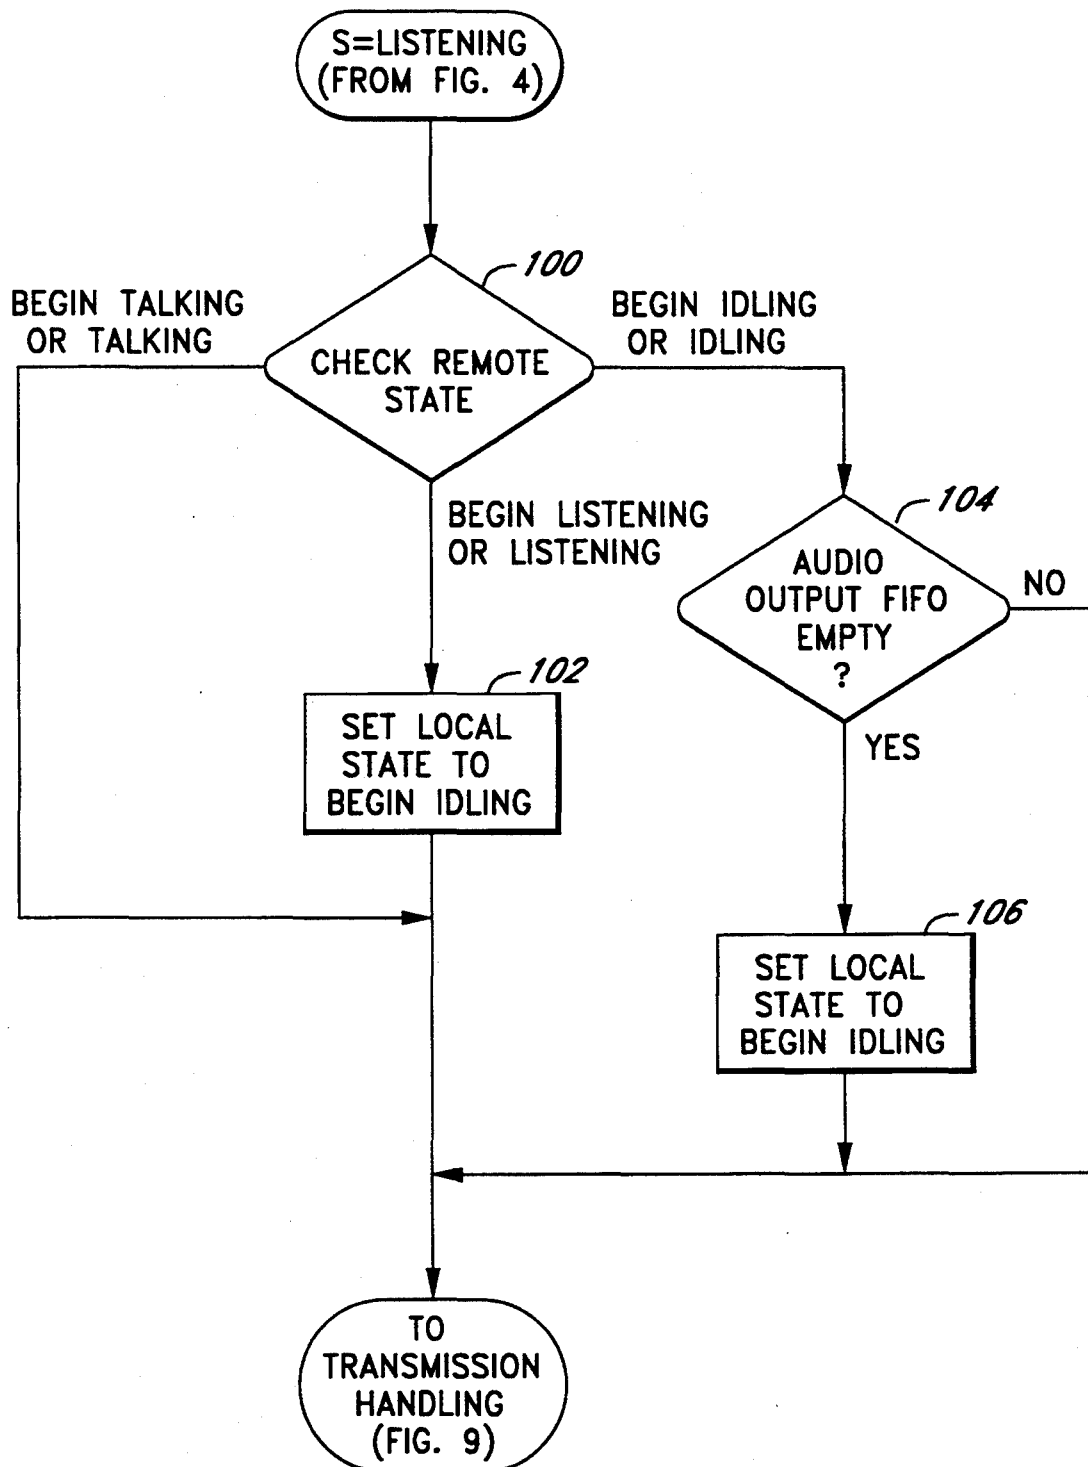 S=LISTENING
(FROM FIG. 4)
100
BEGIN TALKING
OR TALKING
BEGIN IDLING
OR IDLING
CHECK REMOTE
STATE
BEGIN LISTENING
OR LISTENING
104
AUDIO
OUTPUT FIFO
EMPTY
?
NO
YES
102
SET LOCAL
STATE TO
BEGIN IDLING
106
SET LOCAL
STATE TO
BEGIN IDLING
TO
TRANSMISSION
HANDLING
(FIG. 9)